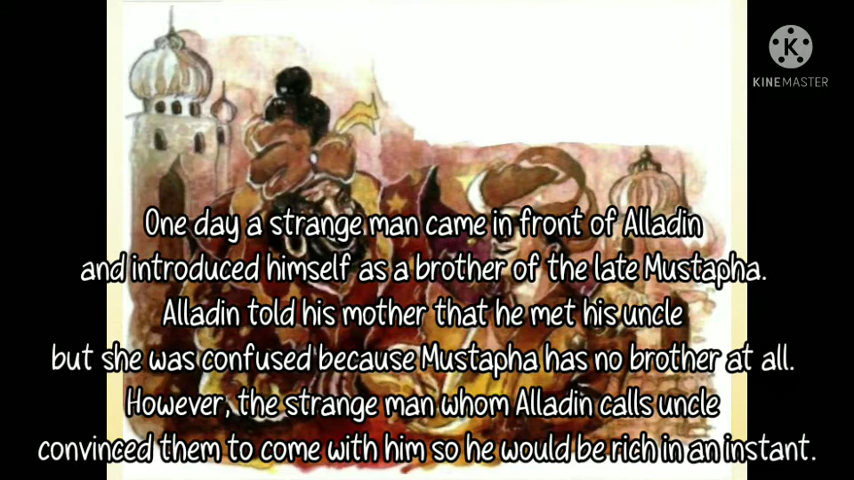 K
KINEMASTER
One day a strange man came in front of Alladin
and introduced himself as a brother of the late Mustapha.
Alladin told his mother that he met his uncle
but she was confused because Mustapha has no brother at all.
However, the strange man whom Alladin calls uncle
convinced them to come with him so he would be rich in an instant.